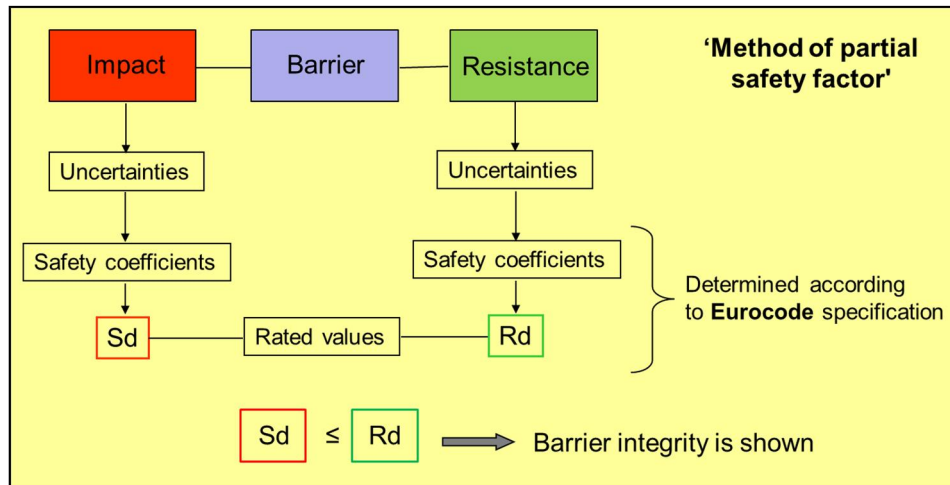 Impact
Barrier
Resistance
‘Method of partial
safety factor'
Uncertainties
Uncertainties
Safety coefficients
Safety coefficients
Determined according
to Eurocode specification
Sd
Rated values
Rd
Sd ≤ Rd
Barrier integrity is shown